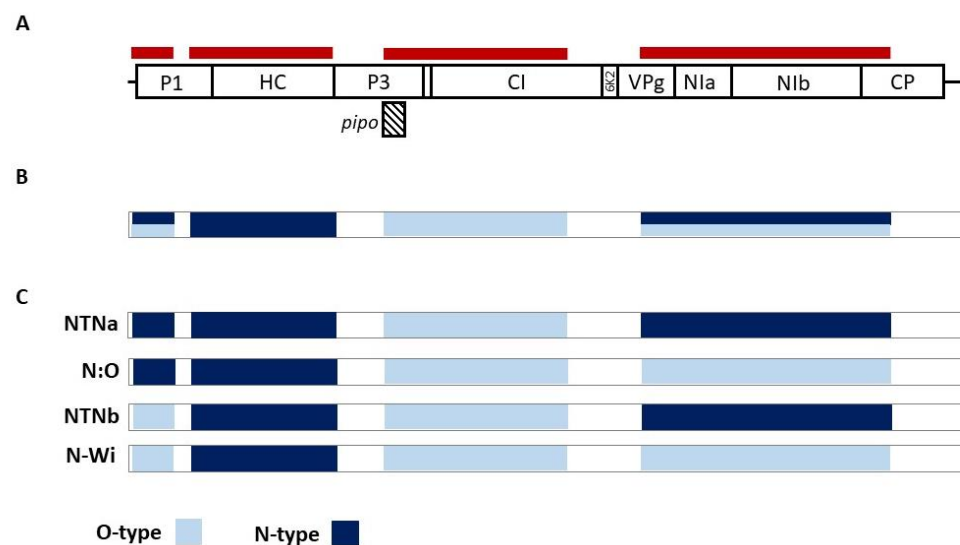 A
P1 HC P3 CI 6K2 VPg NIa NIb CP
pipo
B
C
NTNa
N:O
NTNb
N-Wi
O-type N-type